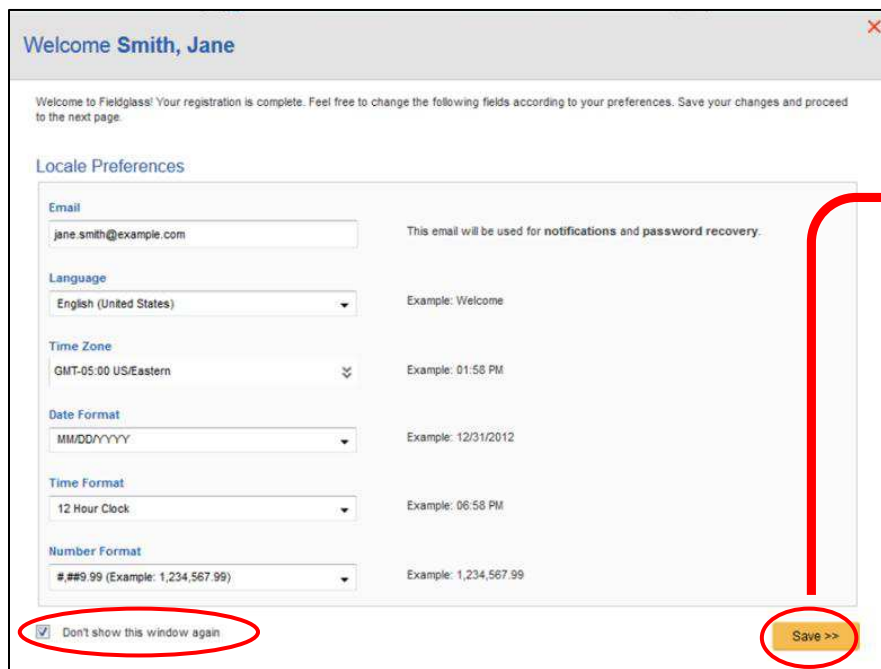 Welcome Smith, Jane
Welcome to Fieldglass! Your registration is complete. Feel free to change the following fields according to your preferences. Save your changes and proceed
to the next page.
Locale Preferences
Email
jane.smith@example.com
This email will be used for notifications and password recovery.
Language
English (United States)
Example: Welcome
Time Zone
GMT-05:00 US/Eastern
Example: 01:58 PM
Date Format
MM/DD/YYYY
Example: 12/31/2012
Time Format
12 Hour Clock
Example: 06:58 PM
Number Format
#,##9.99 (Example: 1,234,567.99)
Example: 1,234,567.99
Don't show this window again
Save >>